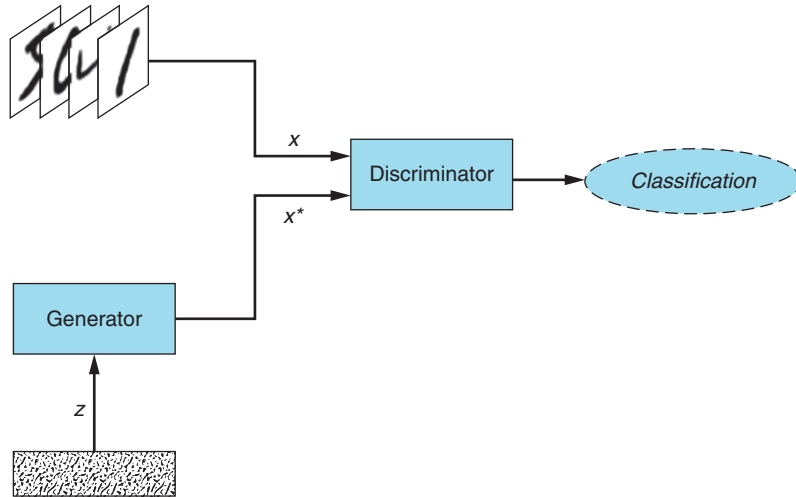 x
Discriminator
Classification
x*
Generator
z